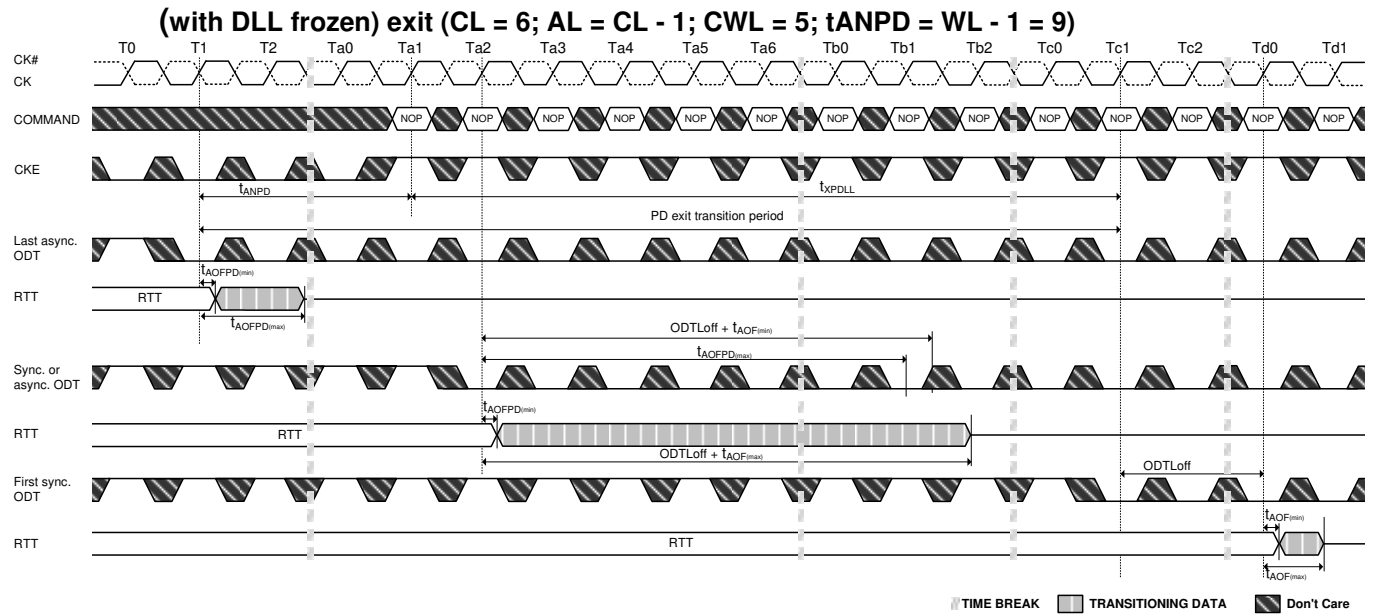 (with DLL frozen) exit (CL = 6; AL = CL - 1; CWL = 5; tANPD = WL - 1 = 9)
T0 T1 T2 Ta0 Ta1 Ta2 Ta3 Ta4 Ta5 Ta6 Tb0 Tb1 Tb2 Tc0 Tc1 Tc2 Td0 Td1
CK#
CK
COMMAND NOP NOP NOP NOP NOP NOP NOP NOP NOP NOP NOP NOP NOP NOP
CKE
tANPD tXPDLL
PD exit transition period
Last async.
ODT
tAOFPD(min)
RTT RTT
tAOFPD(max)
ODTLoff + tAOF(min)
tAOFPD(max)
Sync. or
async. ODT
tAOFPD(min)
RTT RTT
ODTLoff + tAOF(max)
ODTLoff
First sync.
ODT
tAOF(min)
RTT RTT
tAOF(max)
TIME BREAK TRANSITIONING DATA Don't Care